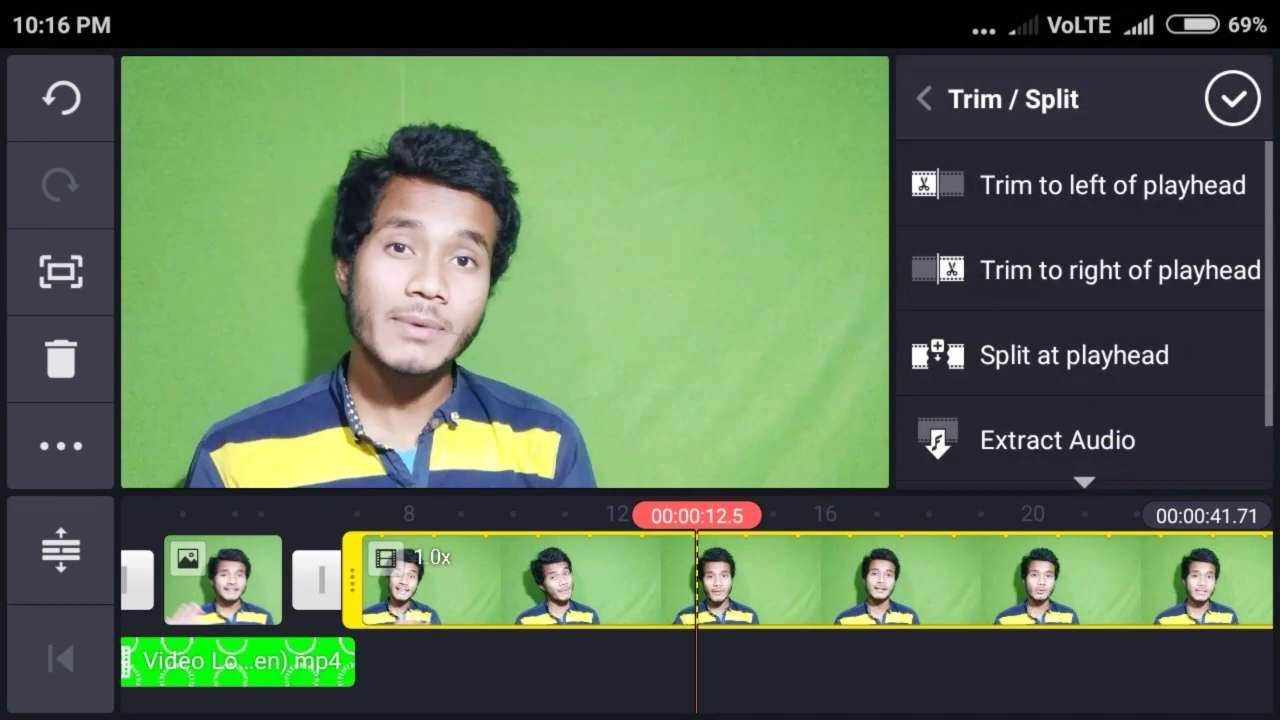 10:16 PM
... VoLTE 69%
Trim / Split
Trim to left of playhead
Trim to right of playhead
Split at playhead
Extract Audio
8 12 00:00:12.5 16 20 00:00:41.71
1.0x
Video Lo...en).mp4